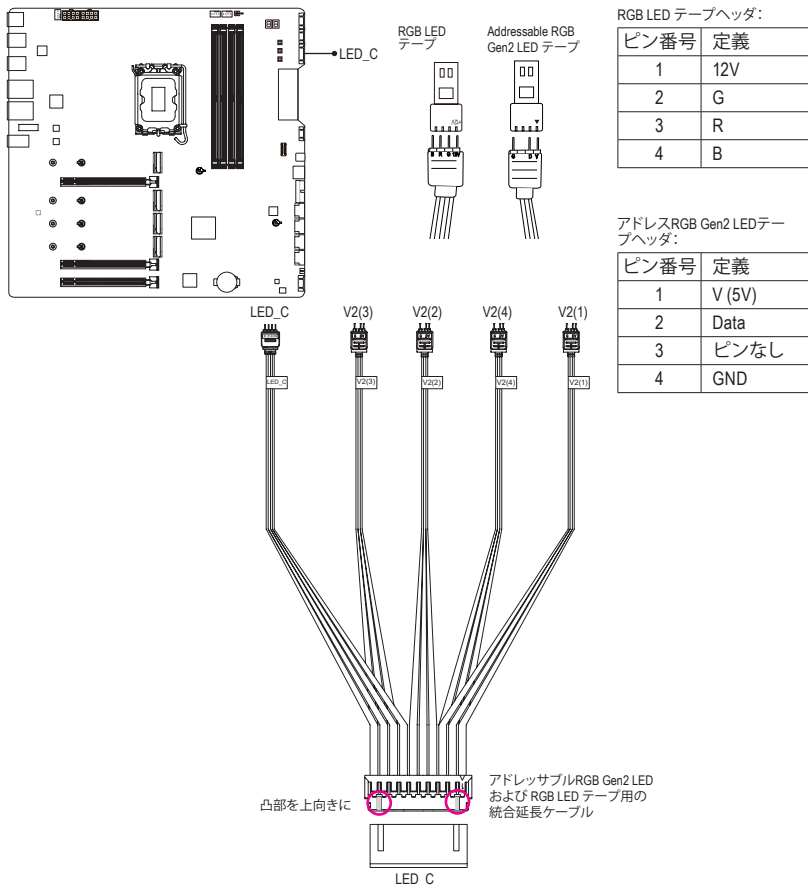 LED_C
RGB LED
テープ
Addressable RGB
Gen2 LED テープ
B R G 12V
G D V
RGB LED テープヘッダ：
ピン番号 定義
1 12V
2 G
3 R
4 B
アドレスRGB Gen2 LEDテー
プヘッダ：
ピン番号 定義
1 V (5V)
2 Data
3 ピンなし
4 GND
LED_C V2(3) V2(2) V2(4) V2(1)
LED_C V2(3) V2(2) V2(4) V2(1)
凸部を上向きに
アドレッサブルRGB Gen2 LED
および RGB LED テープ用の
統合延長ケーブル
LED_C